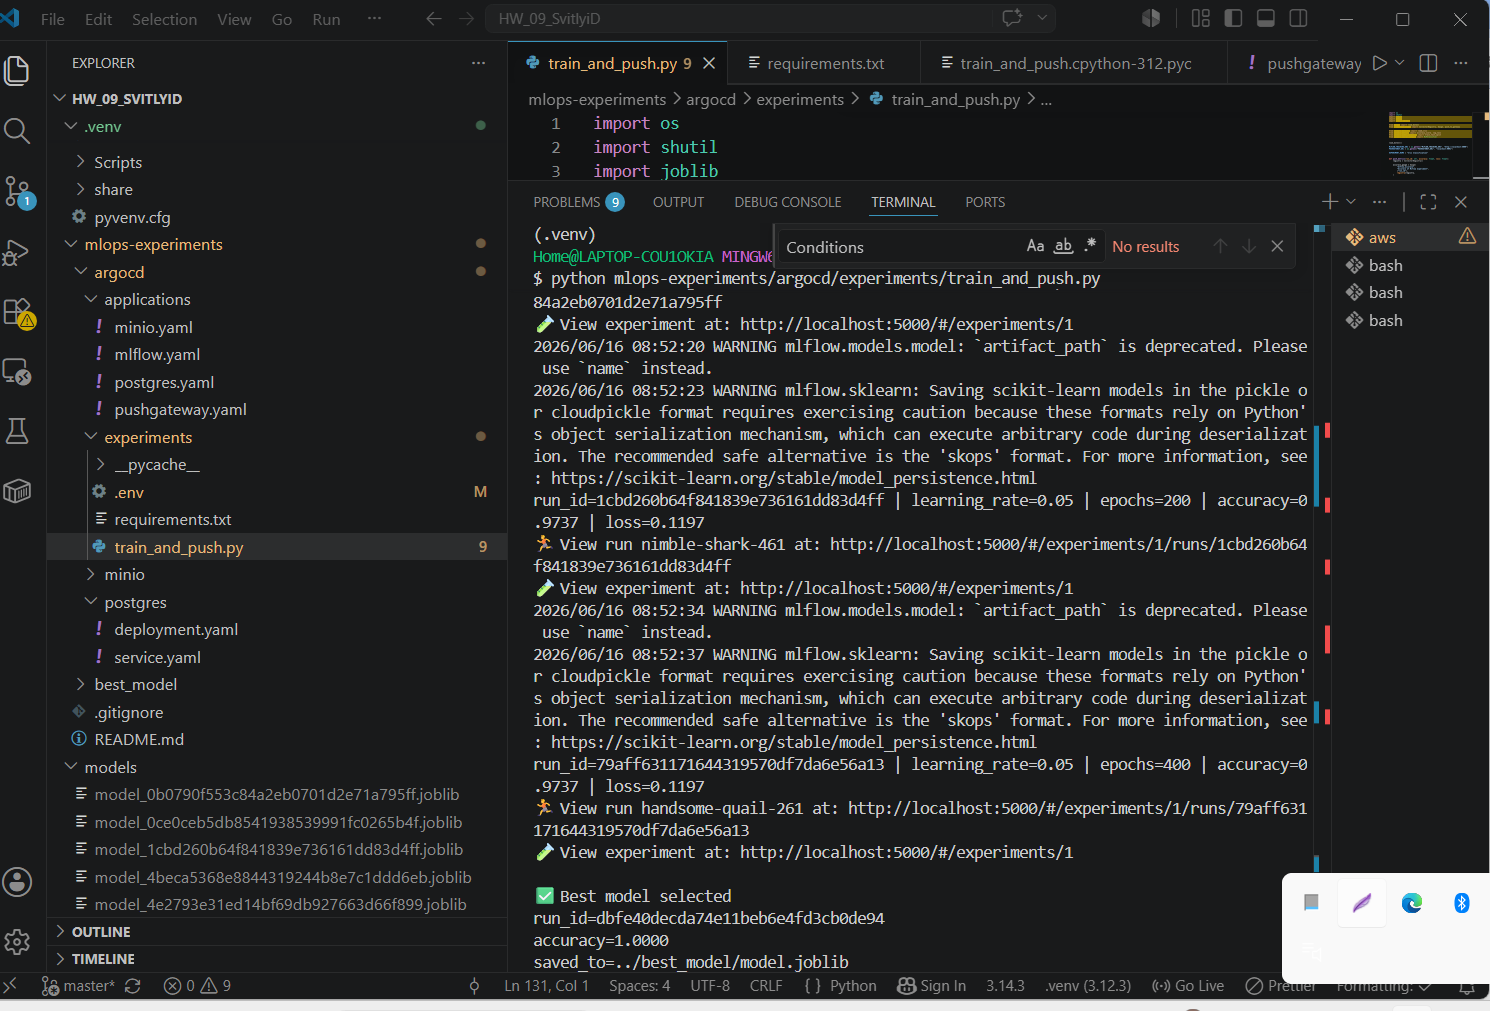 File Edit Selection View Go Run ··· HW_09_SvitlyiD
EXPLORER ···
HW_09_SVITLYID
.venv
Scripts
share
pyvenv.cfg
mlops-experiments
argocd
applications
! minio.yaml
! mlflow.yaml
! postgres.yaml
! pushgateway.yaml
experiments
__pycache__
.env M
requirements.txt
train_and_push.py 9
minio
postgres
! deployment.yaml
! service.yaml
best_model
.gitignore
README.md
models
model_0b0790f553c84a2eb0701d2e71a795ff.joblib
model_0ce0ceb5db8541938539991fc0265b4f.joblib
model_1cbd260b64f841839e736161dd83d4ff.joblib
model_4beca5368e8844319244b8e7c1ddd6eb.joblib
model_4e2793e31ed14bf69db927663d66f899.joblib
OUTLINE
TIMELINE
1
train_and_push.py 9 requirements.txt train_and_push.cpython-312.pyc ! pushgateway ···
mlops-experiments > argocd > experiments > train_and_push.py > ...
1 import os
2 import shutil
3 import joblib
PROBLEMS 9 OUTPUT DEBUG CONSOLE TERMINAL PORTS ···
Conditions Aa ab .* No results
(.venv)
Home@LAPTOP-COU1OKIA MINGW6
$ python mlops-experiments/argocd/experiments/train_and_push.py
84a2eb0701d2e71a795ff
🧪 View experiment at: http://localhost:5000/#/experiments/1
2026/06/16 08:52:20 WARNING mlflow.models.model: `artifact_path` is deprecated. Please
use `name` instead.
2026/06/16 08:52:23 WARNING mlflow.sklearn: Saving scikit-learn models in the pickle o
r cloudpickle format requires exercising caution because these formats rely on Python'
s object serialization mechanism, which can execute arbitrary code during deserializat
ion. The recommended safe alternative is the 'skops' format. For more information, see
: https://scikit-learn.org/stable/model_persistence.html
run_id=1cbd260b64f841839e736161dd83d4ff | learning_rate=0.05 | epochs=200 | accuracy=0
.9737 | loss=0.1197
🏃 View run nimble-shark-461 at: http://localhost:5000/#/experiments/1/runs/1cbd260b64
f841839e736161dd83d4ff
🧪 View experiment at: http://localhost:5000/#/experiments/1
2026/06/16 08:52:34 WARNING mlflow.models.model: `artifact_path` is deprecated. Please
use `name` instead.
2026/06/16 08:52:37 WARNING mlflow.sklearn: Saving scikit-learn models in the pickle o
r cloudpickle format requires exercising caution because these formats rely on Python'
s object serialization mechanism, which can execute arbitrary code during deserializat
ion. The recommended safe alternative is the 'skops' format. For more information, see
: https://scikit-learn.org/stable/model_persistence.html
run_id=79aff631171644319570df7da6e56a13 | learning_rate=0.05 | epochs=400 | accuracy=0
.9737 | loss=0.1197
🏃 View run handsome-quail-261 at: http://localhost:5000/#/experiments/1/runs/79aff631
171644319570df7da6e56a13
🧪 View experiment at: http://localhost:5000/#/experiments/1
✅ Best model selected
run_id=dbfe40decda74e11beb6e4fd3cb0de94
accuracy=1.0000
saved_to=../best_model/model.joblib
aws
bash
bash
bash
master* 0 9 Ln 131, Col 1 Spaces: 4 UTF-8 CRLF { } Python Sign In 3.14.3 .venv (3.12.3) Go Live Prettier Formatting: